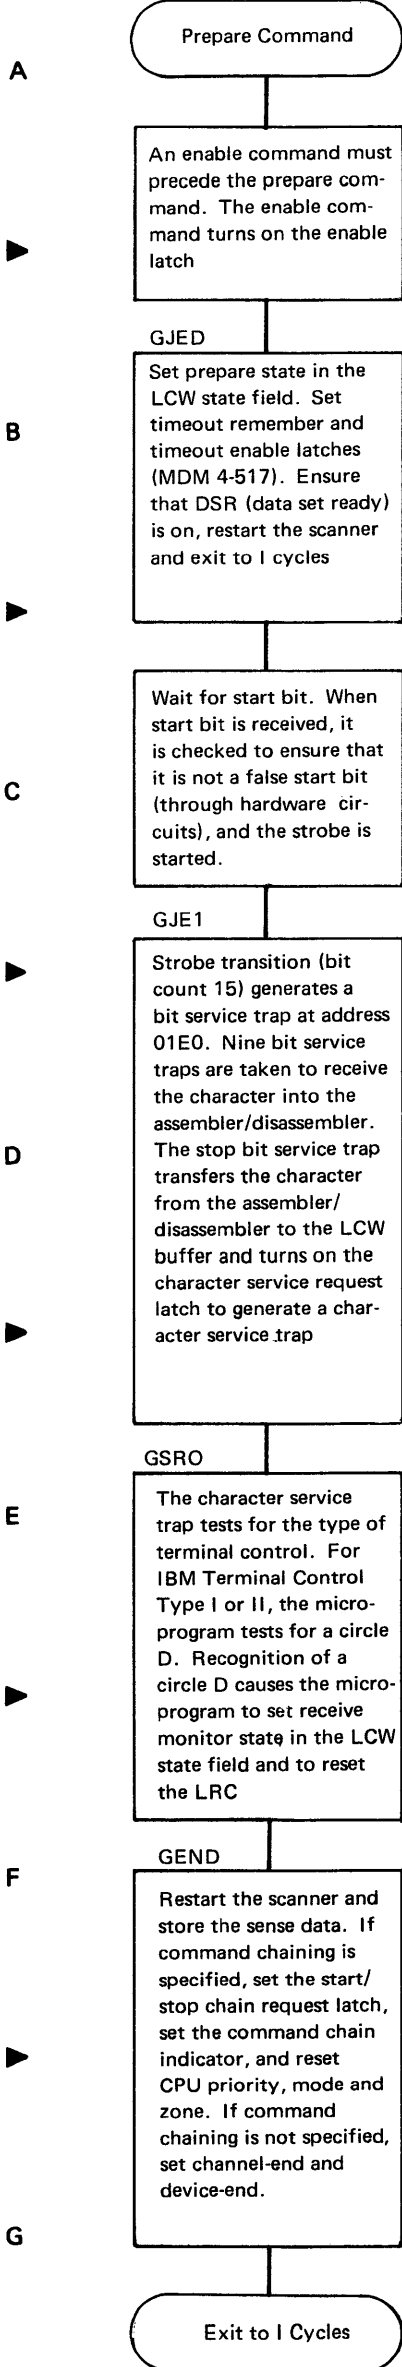 Prepare Command
A
An enable command must
precede the prepare com-
mand. The enable com-
mand turns on the enable
latch
GJED
Set prepare state in the
LCW state field. Set
B
timeout remember and
timeout enable latches
(MDM 4-517). Ensure
that DSR (data set ready)
is on, restart the scanner
and exit to I cycles
Wait for start bit. When
start bit is received, it
is checked to ensure that
it is not a false start bit
C
(through hardware cir-
cuits), and the strobe is
started.
GJE1
Strobe transition (bit
count 15) generates a
bit service trap at address
01E0. Nine bit service
traps are taken to receive
the character into the
assembler/disassembler.
D
The stop bit service trap
transfers the character
from the assembler/
disassembler to the LCW
buffer and turns on the
character service request
latch to generate a char-
acter service trap
GSRO
The character service
E
trap tests for the type of
terminal control. For
IBM Terminal Control
Type I or II, the micro-
program tests for a circle
D. Recognition of a
circle D causes the micro-
program to set receive
monitor state in the LCW
state field and to reset
the LRC
GEND
F
Restart the scanner and
store the sense data. If
command chaining is
specified, set the start/
stop chain request latch,
set the command chain
indicator, and reset
CPU priority, mode and
zone. If command
chaining is not specified,
set channel-end and
device-end.
G
Exit to I Cycles